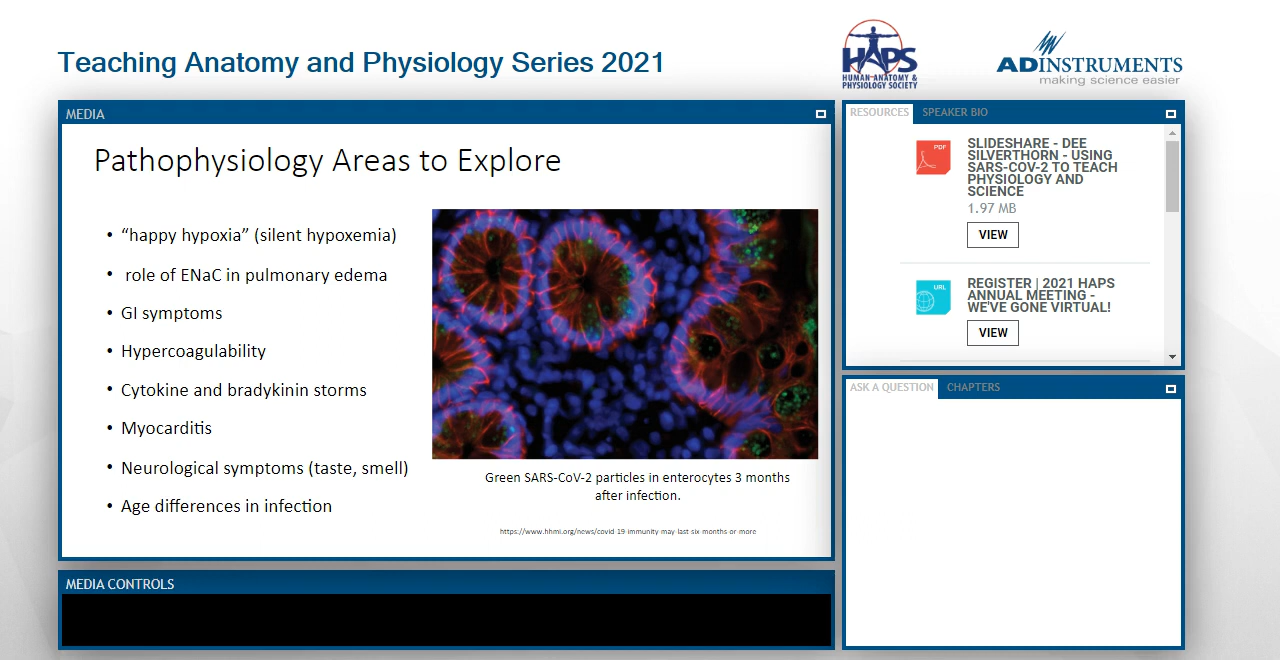 Teaching Anatomy and Physiology Series 2021
HAPS
HUMAN ANATOMY &
PHYSIOLOGY SOCIETY
ADINSTRUMENTS
making science easier
MEDIA
Pathophysiology Areas to Explore
• “happy hypoxia” (silent hypoxemia)
• role of ENaC in pulmonary edema
• GI symptoms
• Hypercoagulability
• Cytokine and bradykinin storms
• Myocarditis
• Neurological symptoms (taste, smell)
• Age differences in infection
Green SARS-CoV-2 particles in enterocytes 3 months
after infection.
https://www.hhmi.org/news/covid-19-immunity-may-last-six-months-or-more
MEDIA CONTROLS
RESOURCES SPEAKER BIO
PDF
SLIDESHARE - DEE
SILVERTHORN - USING
SARS-COV-2 TO TEACH
PHYSIOLOGY AND
SCIENCE
1.97 MB
VIEW
URL
REGISTER | 2021 HAPS
ANNUAL MEETING -
WE'VE GONE VIRTUAL!
VIEW
ASK A QUESTION CHAPTERS